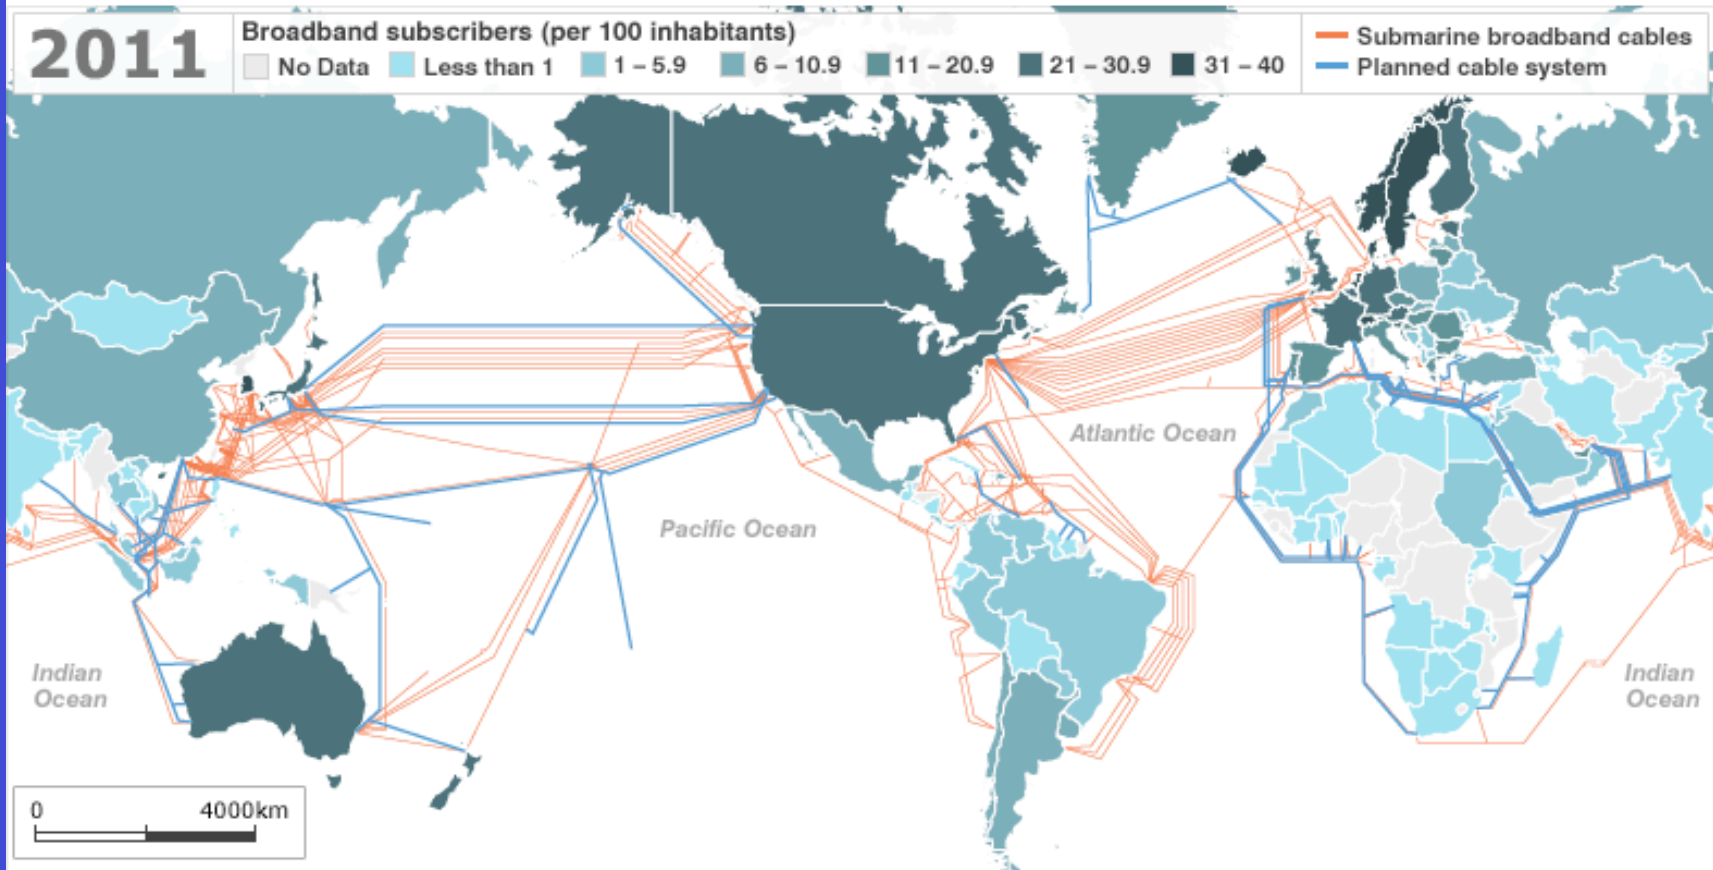 2011
Broadband subscribers (per 100 inhabitants)
No Data
Less than 1
1 – 5.9
6 – 10.9
11 – 20.9
21 – 30.9
31 – 40
Submarine broadband cables
Planned cable system
Atlantic Ocean
Pacific Ocean
Indian
Ocean
Indian
Ocean
0
4000km